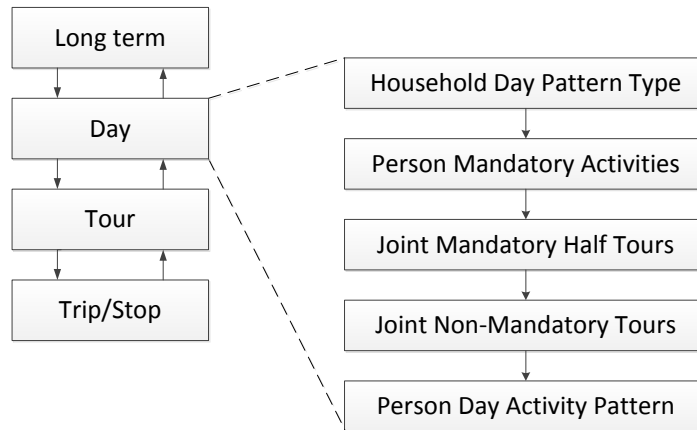 Long term
Day
Tour
Trip/Stop
Household Day Pattern Type
Person Mandatory Activities
Joint Mandatory Half Tours
Joint Non-Mandatory Tours
Person Day Activity Pattern